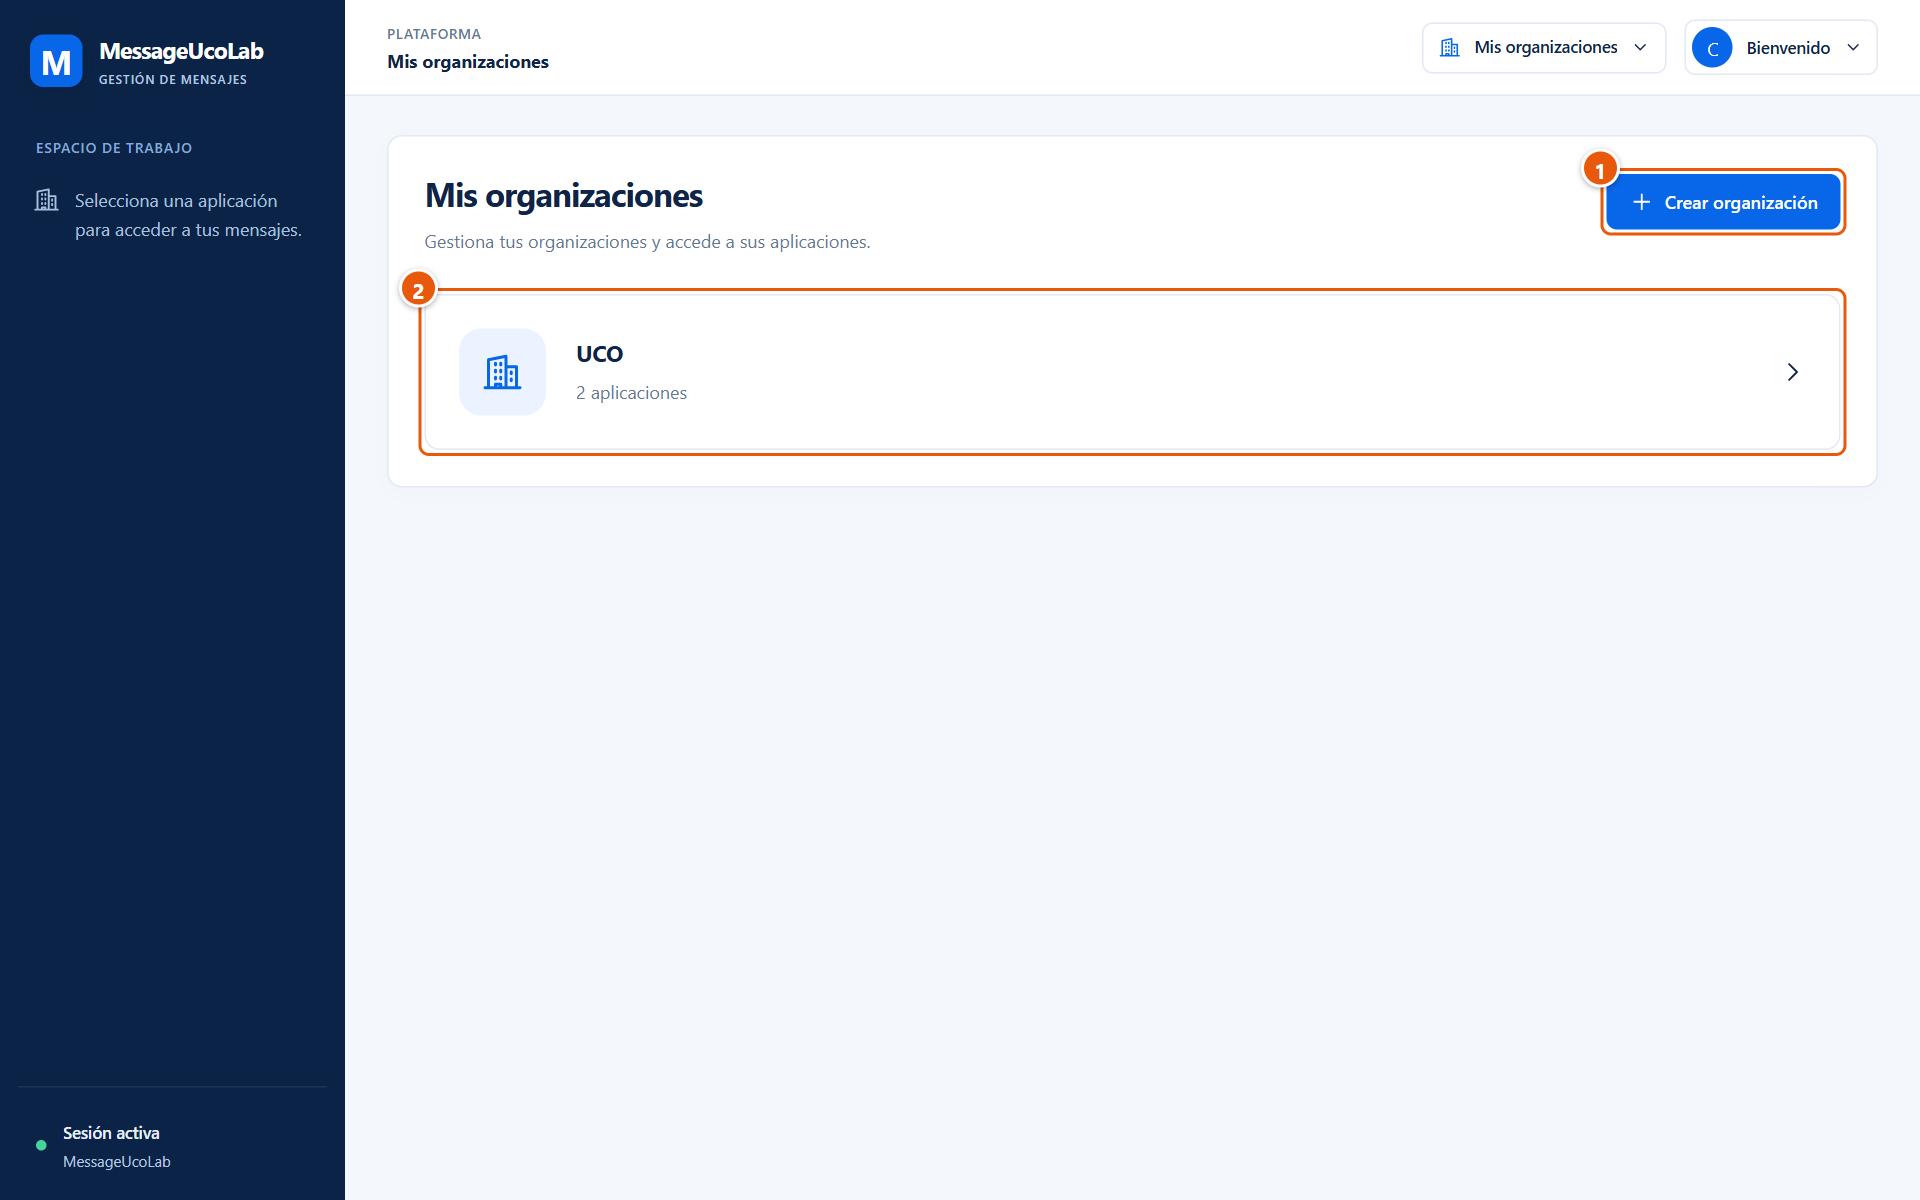 M
MessageUcoLab
GESTIÓN DE MENSAJES
ESPACIO DE TRABAJO
Selecciona una aplicación
para acceder a tus mensajes.
Sesión activa
MessageUcoLab
PLATAFORMA
Mis organizaciones
Mis organizaciones
C
Bienvenido
Mis organizaciones
Gestiona tus organizaciones y accede a sus aplicaciones.
1
Crear organización
2
UCO
2 aplicaciones